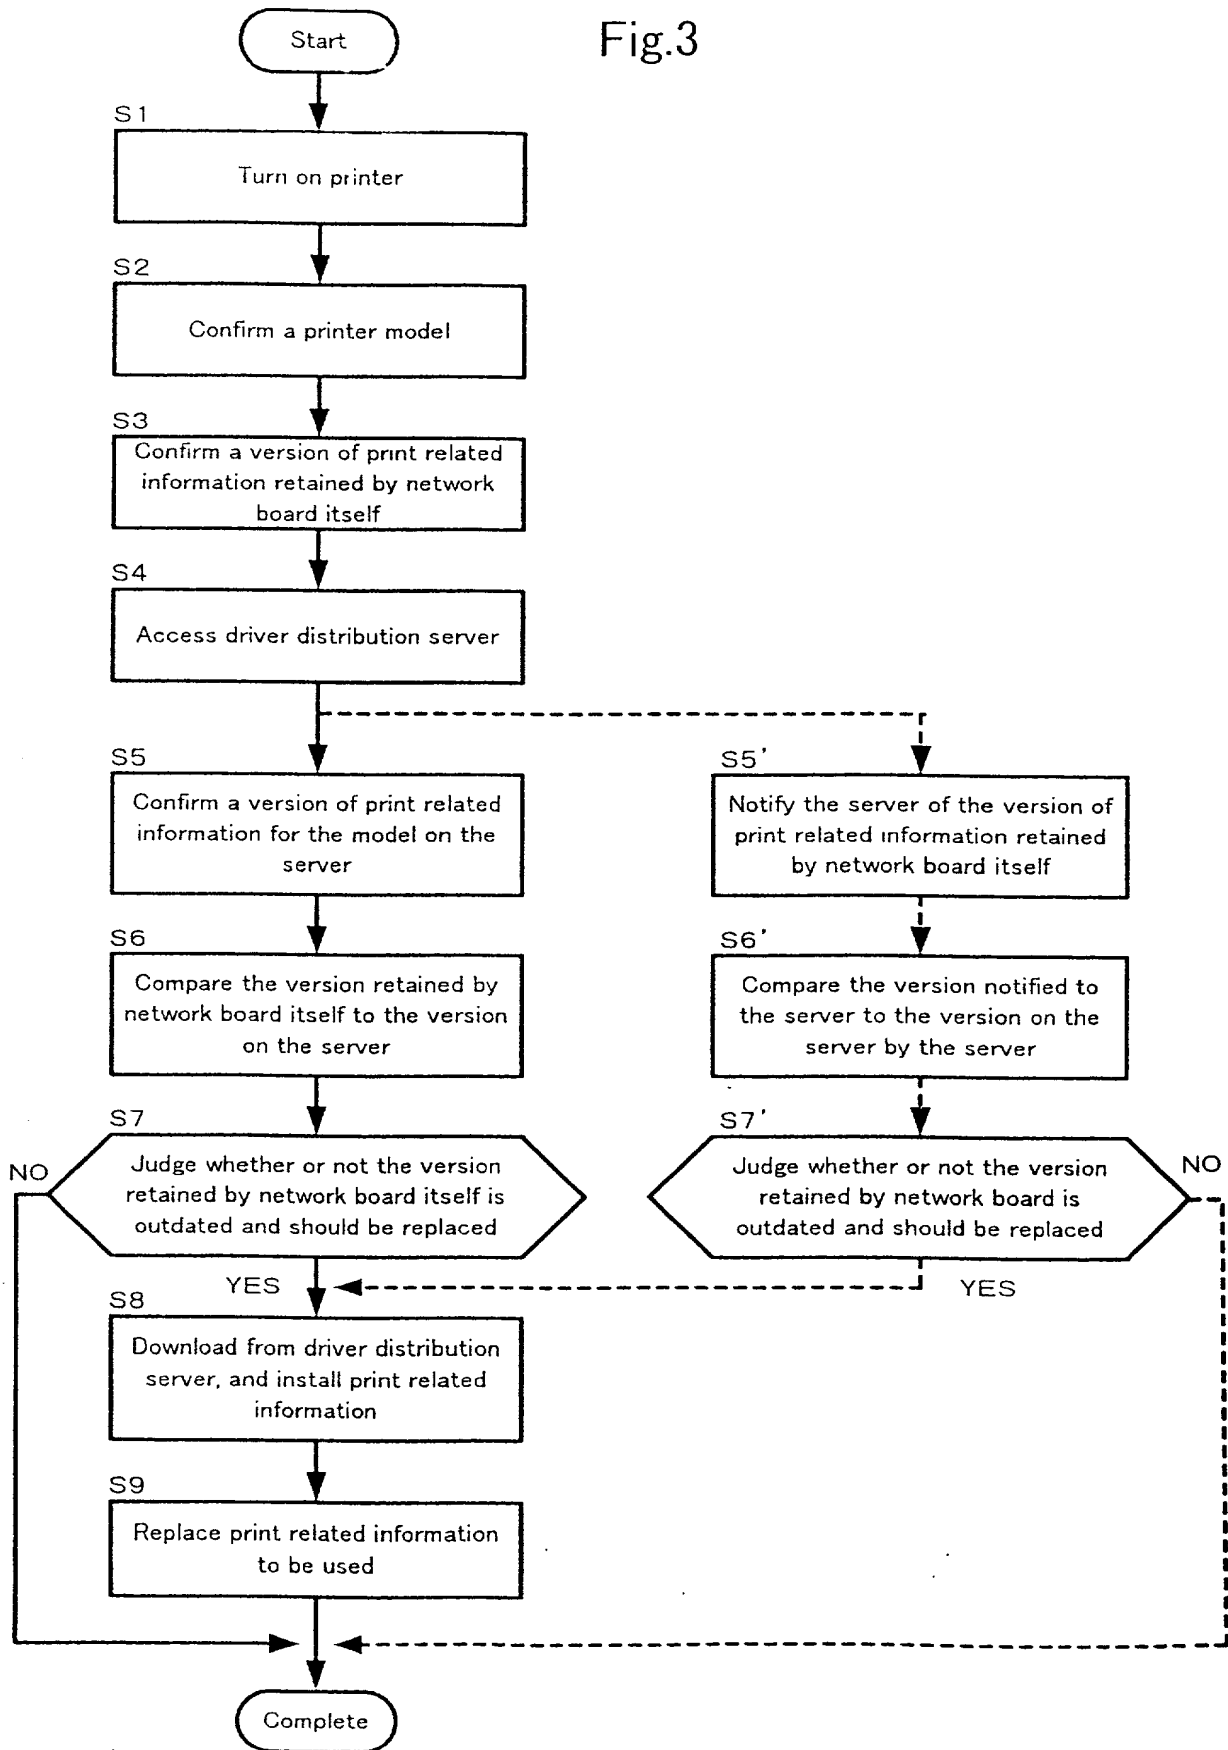 Fig.3
Start
S1
Turn on printer
S2
Confirm a printer model
S3
Confirm a version of print related
information retained by network
board itself
S4
Access driver distribution server
S5
Confirm a version of print related
information for the model on the
server
S5'
Notify the server of the version of
print related information retained
by network board itself
S6
Compare the version retained by
network board itself to the version
on the server
S6'
Compare the version notified to
the server to the version on the
server by the server
S7
NO
Judge whether or not the version
retained by network board itself is
outdated and should be replaced
YES
S7'
NO
Judge whether or not the version
retained by network board is
outdated and should be replaced
YES
S8
Download from driver distribution
server, and install print related
information
S9
Replace print related information
to be used
Complete